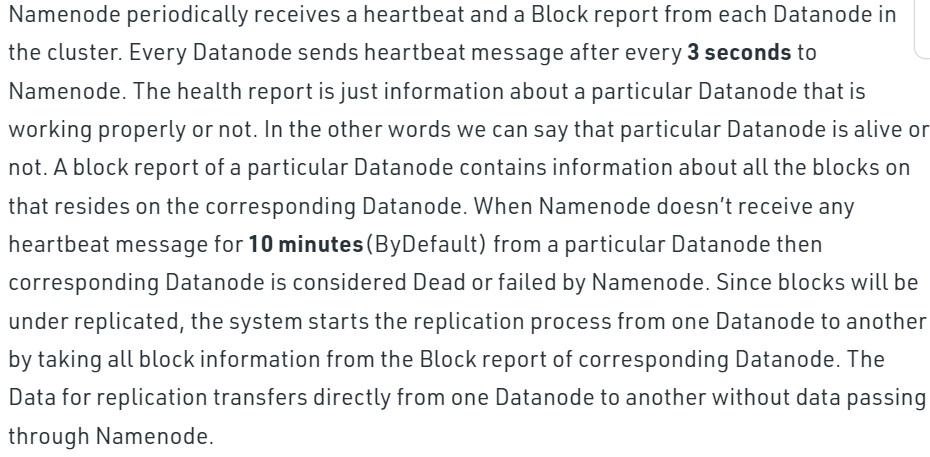 Namenode periodically receives a heartbeat and a Block report from each Datanode in
the cluster. Every Datanode sends heartbeat message after every 3 seconds to
Namenode. The health report is just information about a particular Datanode that is
working properly or not. In the other words we can say that particular Datanode is alive or
not. A block report of a particular Datanode contains information about all the blocks on
that resides on the corresponding Datanode. When Namenode doesn’t receive any
heartbeat message for 10 minutes(ByDefault) from a particular Datanode then
corresponding Datanode is considered Dead or failed by Namenode. Since blocks will be
under replicated, the system starts the replication process from one Datanode to another
by taking all block information from the Block report of corresponding Datanode. The
Data for replication transfers directly from one Datanode to another without data passing
through Namenode.